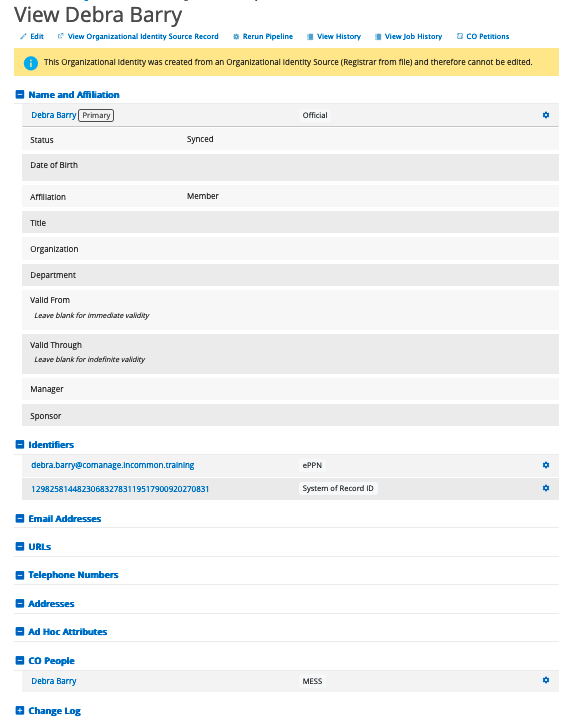 View Debra Barry
Edit View Organizational Identity Source Record Rerun Pipeline View History View Job History CO Petitions
This Organizational Identity was created from an Organizational Identity Source (Registrar from file) and therefore cannot be edited.
Name and Affiliation
Debra Barry Primary Official
Status Synced
Date of Birth
Affiliation Member
Title
Organization
Department
Valid From
Leave blank for immediate validity
Valid Through
Leave blank for indefinite validity
Manager
Sponsor
Identifiers
debra.barry@comanage.incommon.training ePPN
129825814482306832783119517900920270831 System of Record ID
Email Addresses
URLs
Telephone Numbers
Addresses
Ad Hoc Attributes
CO People
Debra Barry MESS
Change Log